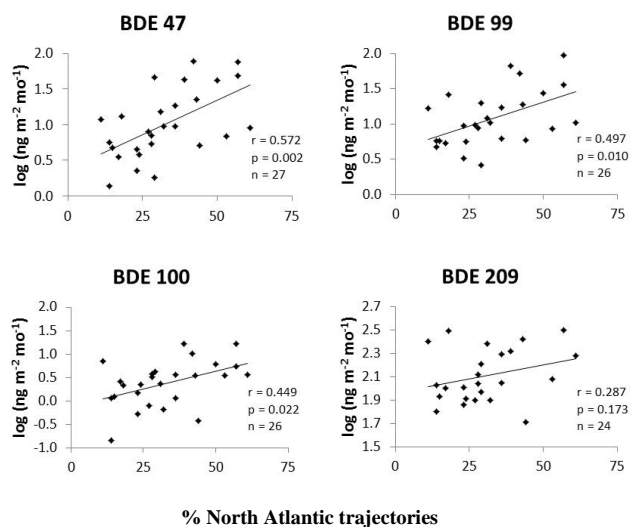 BDE 47
BDE 99
log (ng m-2 mo-1)
2.0
1.5
1.0
0.5
0.0
0
25
50
75
r = 0.572
p = 0.002
n = 27
log (ng m-2 mo-1)
2.0
1.5
1.0
0.5
0.0
0
25
50
75
r = 0.497
p = 0.010
n = 26
BDE 100
BDE 209
log (ng m-2 mo-1)
2.0
1.5
1.0
0.5
0.0
-0.5
-1.0
0
25
50
75
r = 0.449
p = 0.022
n = 26
log (ng m-2 mo-1)
2.7
2.5
2.3
2.1
1.9
1.7
1.5
0
25
50
75
r = 0.287
p = 0.173
n = 24
% North Atlantic trajectories